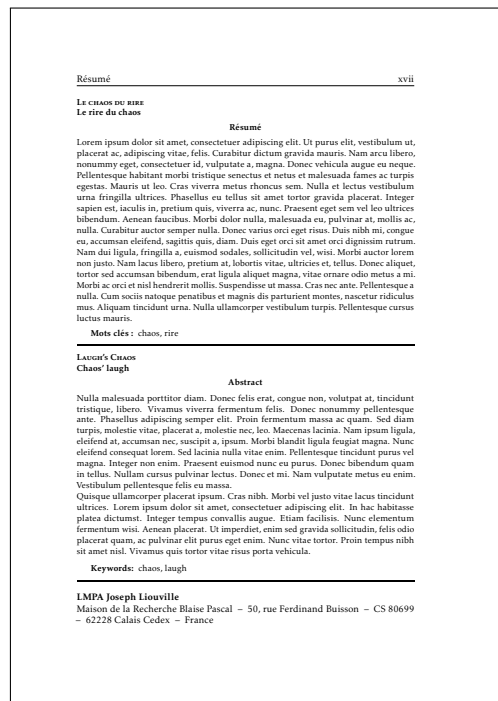 Résumé xvii
Le chaos du rire
Le rire du chaos
Résumé
Lorem ipsum dolor sit amet, consectetuer adipiscing elit. Ut purus elit, vestibulum ut,
placerat ac, adipiscing vitae, felis. Curabitur dictum gravida mauris. Nam arcu libero,
nonummy eget, consectetuer id, vulputate a, magna. Donec vehicula augue eu neque.
Pellentesque habitant morbi tristique senectus et netus et malesuada fames ac turpis
egestas. Mauris ut leo. Cras viverra metus rhoncus sem. Nulla et lectus vestibulum
urna fringilla ultrices. Phasellus eu tellus sit amet tortor gravida placerat. Integer
sapien est, iaculis in, pretium quis, viverra ac, nunc. Praesent eget sem vel leo ultrices
bibendum. Aenean faucibus. Morbi dolor nulla, malesuada eu, pulvinar at, mollis ac,
nulla. Curabitur auctor semper nulla. Donec varius orci eget risus. Duis nibh mi, congue
eu, accumsan eleifend, sagittis quis, diam. Duis eget orci sit amet orci dignissim rutrum.
Nam dui ligula, fringilla a, euismod sodales, sollicitudin vel, wisi. Morbi auctor lorem
non justo. Nam lacus libero, pretium at, lobortis vitae, ultricies et, tellus. Donec aliquet,
tortor sed accumsan bibendum, erat ligula aliquet magna, vitae ornare odio metus a mi.
Morbi ac orci et nisl hendrerit mollis. Suspendisse ut massa. Cras nec ante. Pellentesque a
nulla. Cum sociis natoque penatibus et magnis dis parturient montes, nascetur ridiculus
mus. Aliquam tincidunt urna. Nulla ullamcorper vestibulum turpis. Pellentesque cursus
luctus mauris.
Mots clés : chaos, rire
Laugh's Chaos
Chaos' laugh
Abstract
Nulla malesuada porttitor diam. Donec felis erat, congue non, volutpat at, tincidunt
tristique, libero. Vivamus viverra fermentum felis. Donec nonummy pellentesque
ante. Phasellus adipiscing semper elit. Proin fermentum massa ac quam. Sed diam
turpis, molestie vitae, placerat a, molestie nec, leo. Maecenas lacinia. Nam ipsum ligula,
eleifend at, accumsan nec, suscipit a, ipsum. Morbi blandit ligula feugiat magna. Nunc
eleifend consequat lorem. Sed lacinia nulla vitae enim. Pellentesque tincidunt purus vel
magna. Integer non enim. Praesent euismod nunc eu purus. Donec bibendum quam
in tellus. Nullam cursus pulvinar lectus. Donec et mi. Nam vulputate metus eu enim.
Vestibulum pellentesque felis eu massa.
Quisque ullamcorper placerat ipsum. Cras nibh. Morbi vel justo vitae lacus tincidunt
ultrices. Lorem ipsum dolor sit amet, consectetuer adipiscing elit. In hac habitasse
platea dictumst. Integer tempus convallis augue. Etiam facilisis. Nunc elementum
fermentum wisi. Aenean placerat. Ut imperdiet, enim sed gravida sollicitudin, felis odio
placerat quam, ac pulvinar elit purus eget enim. Nunc vitae tortor. Proin tempus nibh
sit amet nisl. Vivamus quis tortor vitae risus porta vehicula.
Keywords: chaos, laugh
LMPA Joseph Liouville
Maison de la Recherche Blaise Pascal – 50, rue Ferdinand Buisson – CS 80699
– 62228 Calais Cedex – France